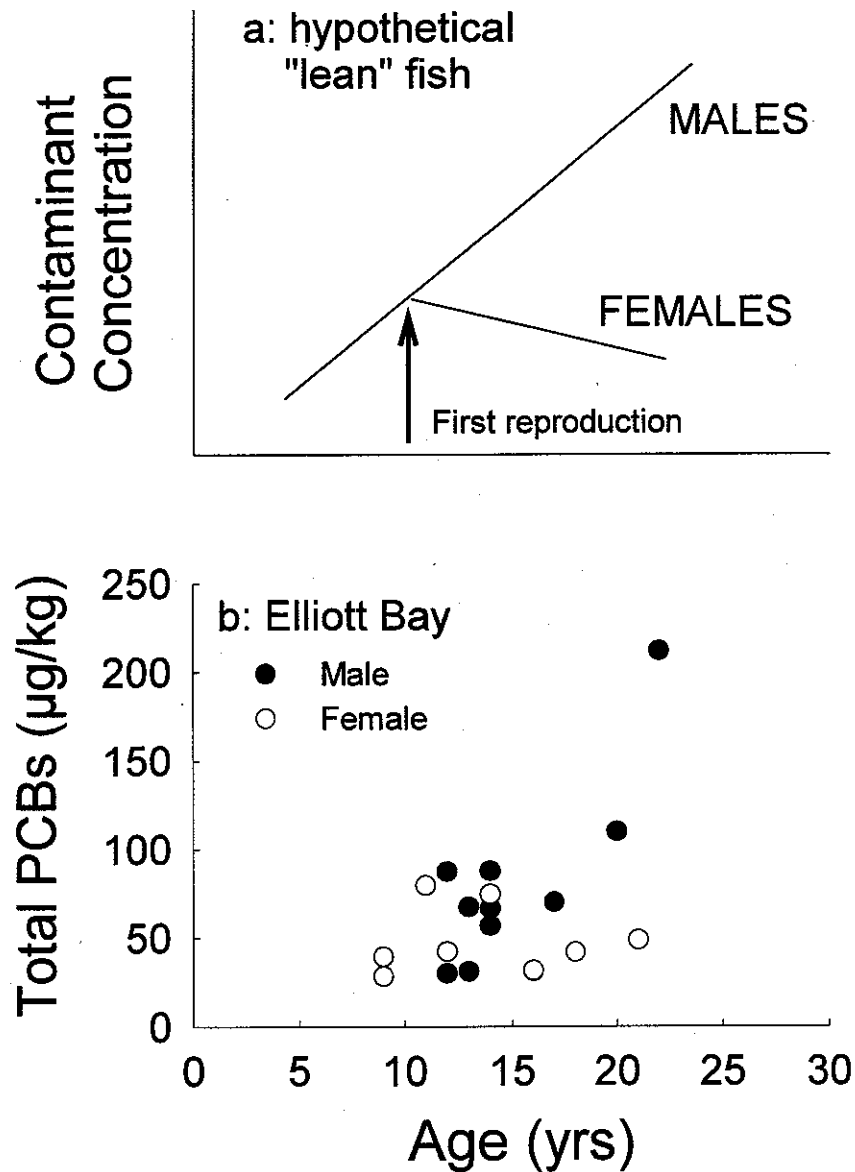 a: hypothetical
"lean" fish
Contaminant
Concentration
MALES
FEMALES
First reproduction
Total PCBs (µg/kg)
250
200
150
100
50
0
b: Elliott Bay
Male
Female
0 5 10 15 20 25 30
Age (yrs)